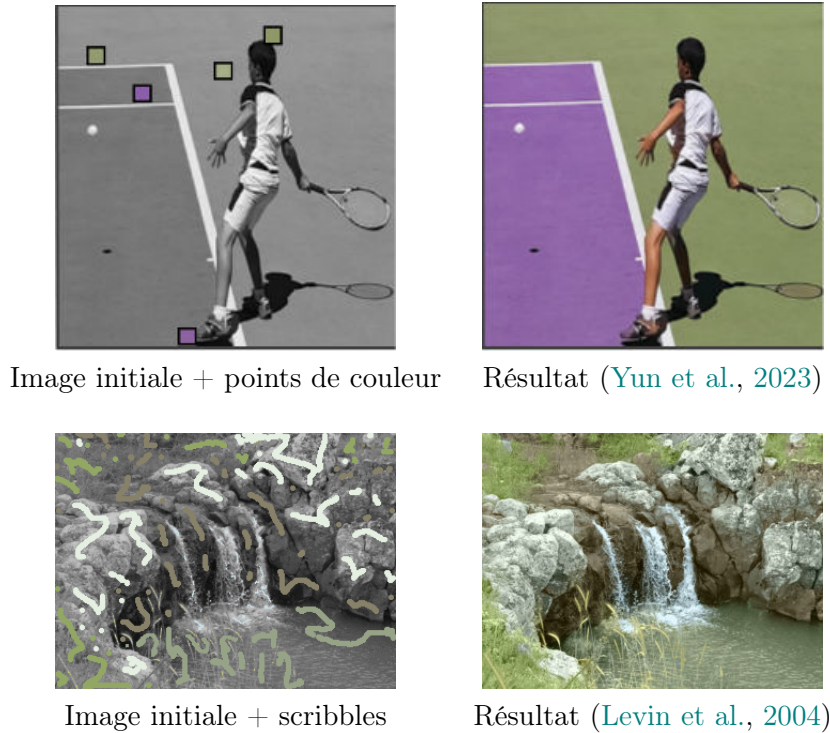 Image initiale + points de couleur
Résultat (Yun et al., 2023)
Image initiale + scribbles
Résultat (Levin et al., 2004)